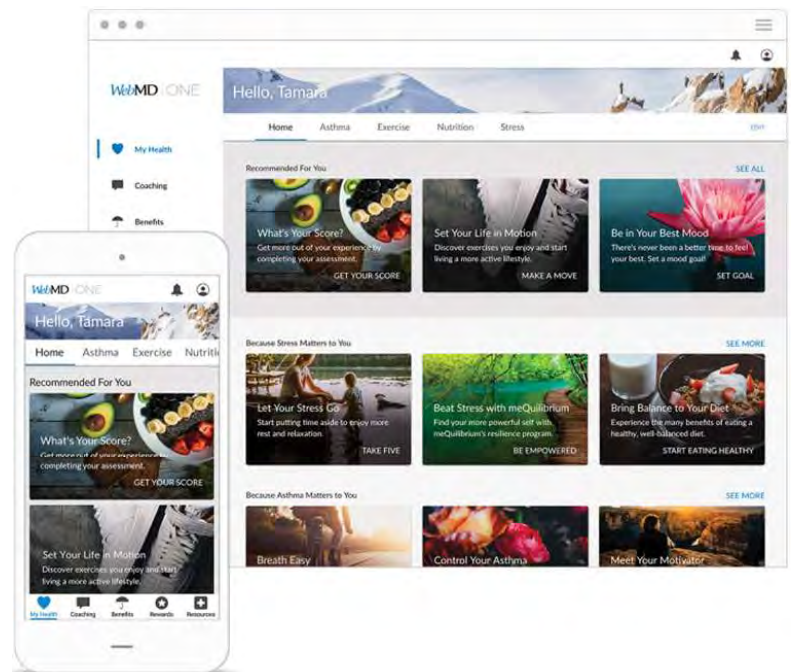 WebMD ONE
Hello, Tamara
Home Asthma Exercise Nutrition Stress EDIT
My Health
Coaching
Benefits
Recommended For You SEE ALL
What's Your Score?
Get more out of your experience by
completing your assessment.
GET YOUR SCORE
Set Your Life in Motion
Discover exercises you enjoy and start
living a more active lifestyle.
MAKE A MOVE
Be in Your Best Mood
There's never been a better time to feel
your best. Set a mood goal!
SET GOAL
Because Stress Matters to You SEE MORE
Let Your Stress Go
Start putting time aside to enjoy more
rest and relaxation.
TAKE FIVE
Beat Stress with meQuilibrium
Find your more powerful self with
meQuilibrium's resilience program.
BE EMPOWERED
Bring Balance to Your Diet
Experience the many benefits of eating a
healthy, well-balanced diet.
START EATING HEALTHY
Because Asthma Matters to You SEE MORE
Breath Easy
Control Your Asthma
Meet Your Motivator
WebMD ONE
Hello, Tamara
Home Asthma Exercise Nutriti
Recommended For You
What's Your Score?
Get more out of your experience by
completing your assessment.
GET YOUR SCORE
Set Your Life in Motion
Discover exercises you enjoy and start
living a more active lifestyle.
My Health Coaching Benefits Rewards Resources